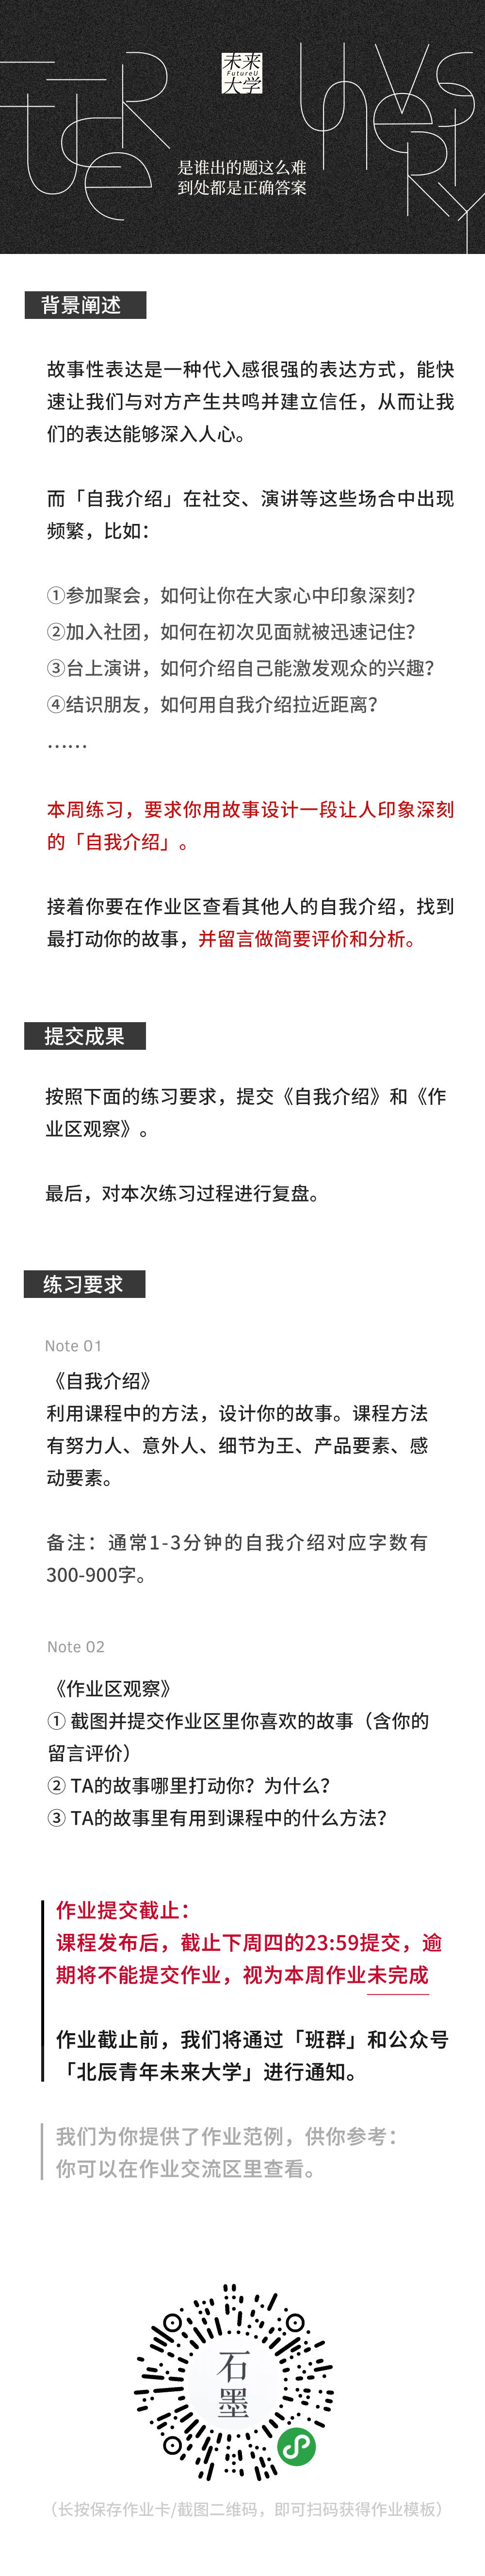 未来
FutureU
大学
FUTURE UNIVERSITY
是谁出的题这么难
到处都是正确答案
背景阐述
故事性表达是一种代入感很强的表达方式，能快
速让我们与对方产生共鸣并建立信任，从而让我
们的表达能够深入人心。
而「自我介绍」在社交、演讲等这些场合中出现
频繁，比如：
①参加聚会，如何让你在大家心中印象深刻？
②加入社团，如何在初次见面就被迅速记住？
③台上演讲，如何介绍自己能激发观众的兴趣？
④结识朋友，如何用自我介绍拉近距离？
……
本周练习，要求你用故事设计一段让人印象深刻
的「自我介绍」。
接着你要在作业区查看其他人的自我介绍，找到
最打动你的故事，并留言做简要评价和分析。
提交成果
按照下面的练习要求，提交《自我介绍》和《作
业区观察》。
最后，对本次练习过程进行复盘。
练习要求
Note 01
《自我介绍》
利用课程中的方法，设计你的故事。课程方法
有努力人、意外人、细节为王、产品要素、感
动要素。
备注：通常1-3分钟的自我介绍对应字数有
300-900字。
Note 02
《作业区观察》
① 截图并提交作业区里你喜欢的故事（含你的
留言评价）
② TA的故事哪里打动你？为什么？
③ TA的故事里有用到课程中的什么方法？
作业提交截止：
课程发布后，截止下周四的23:59提交，逾
期将不能提交作业，视为本周作业未完成
作业截止前，我们将通过「班群」和公众号
「北辰青年未来大学」进行通知。
我们为你提供了作业范例，供你参考：
你可以在作业交流区里查看。
石
墨
（长按保存作业卡/截图二维码，即可扫码获得作业模板）